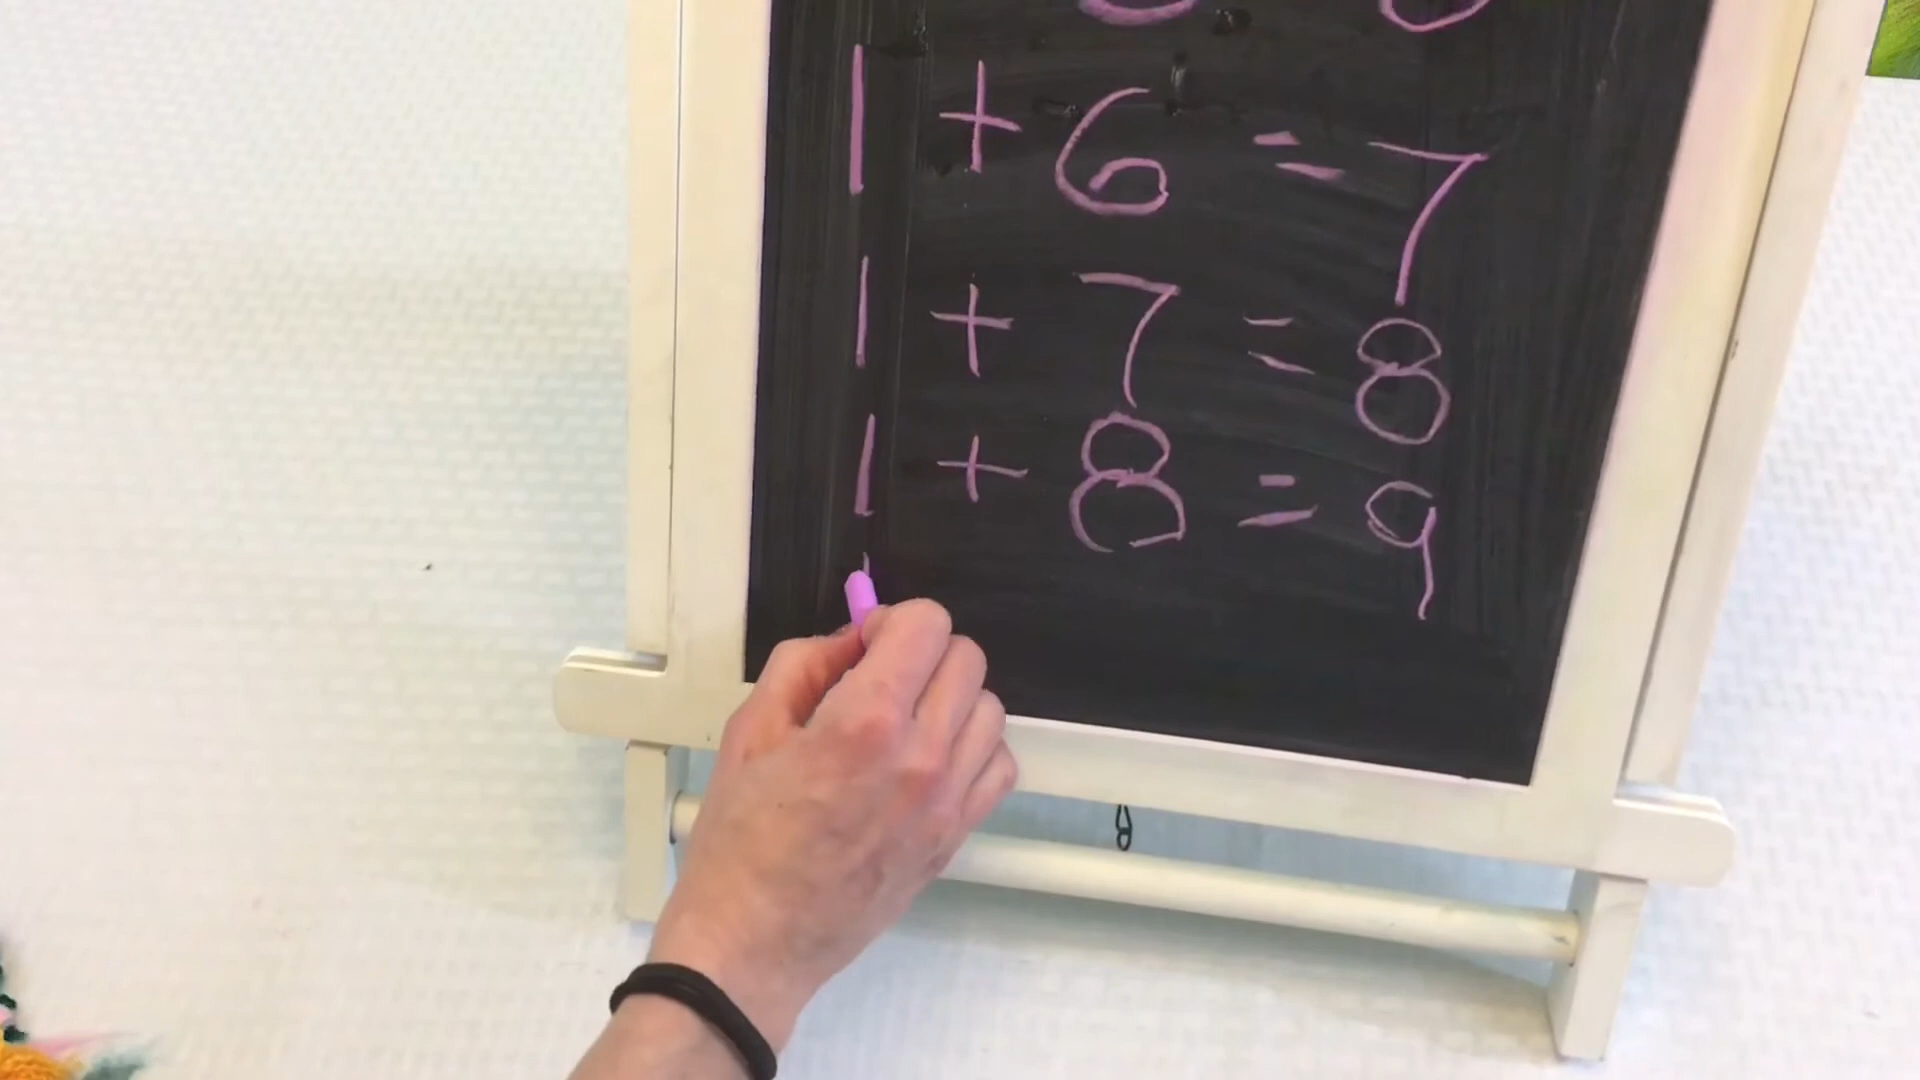 1 + 6 = 7
1 + 7 = 8
1 + 8 = 9